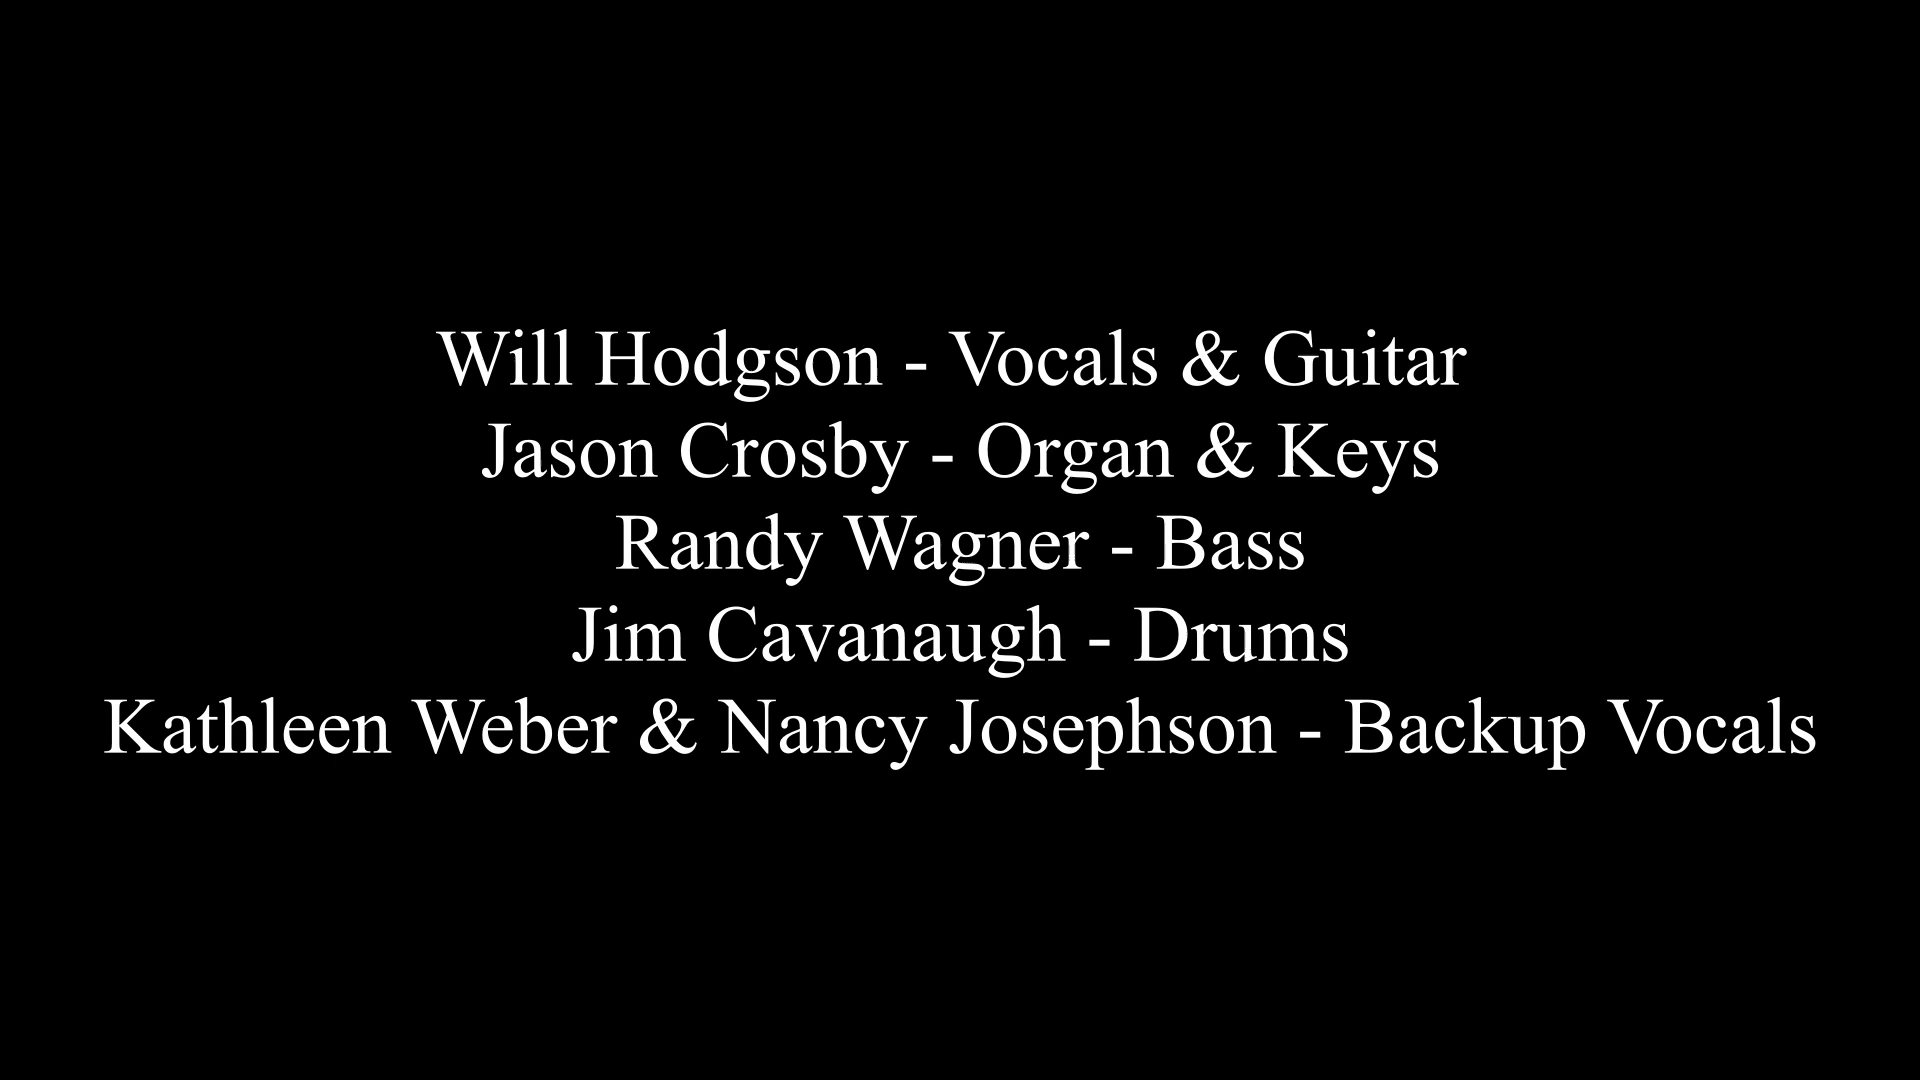 Will Hodgson - Vocals & Guitar
Jason Crosby - Organ & Keys
Randy Wagner - Bass
Jim Cavanaugh - Drums
Kathleen Weber & Nancy Josephson - Backup Vocals